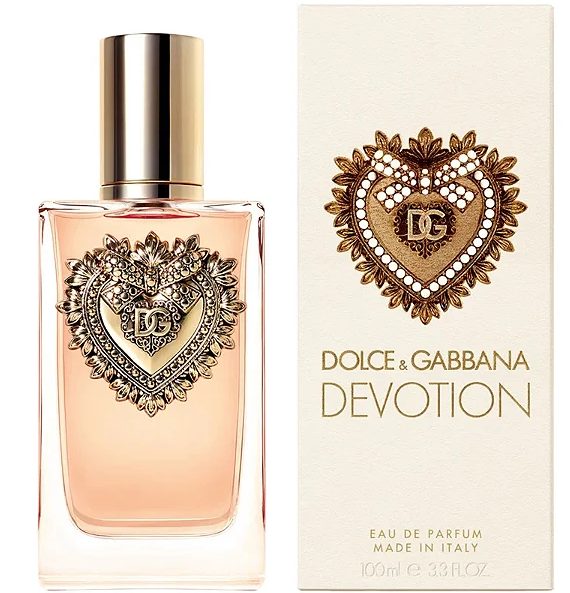 DG
DG
DOLCE & GABBANA
DEVOTION
EAU DE PARFUM
MADE IN ITALY
100ml e 3.3 FL.OZ